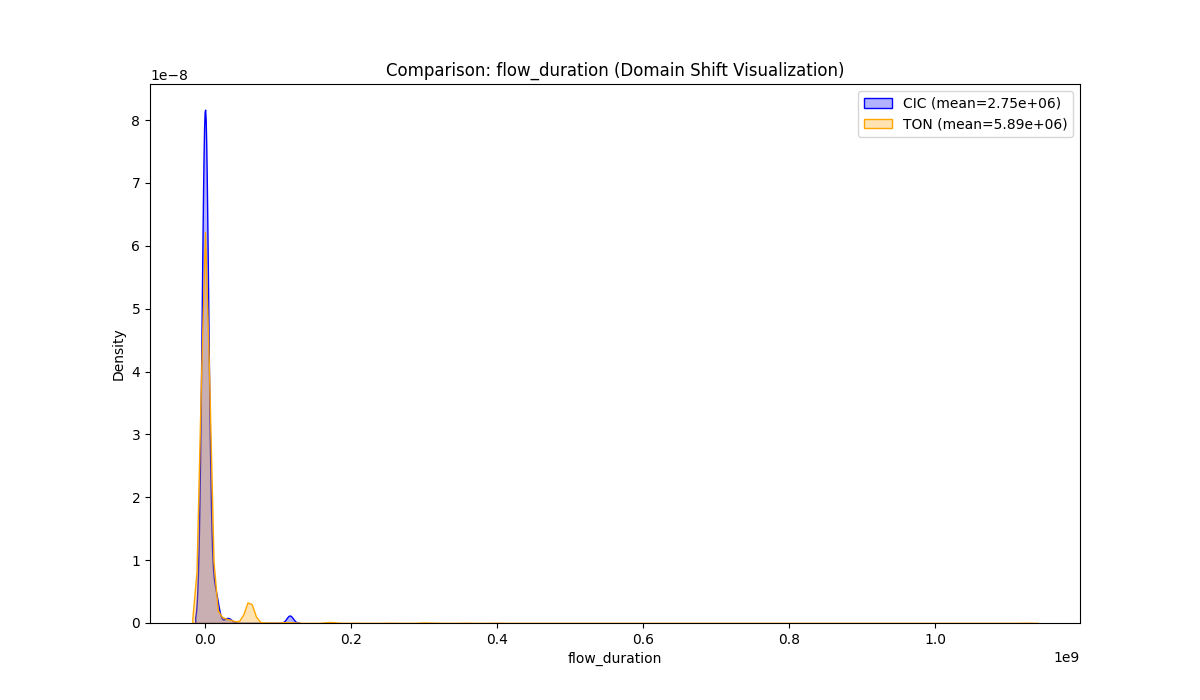 Comparison: flow_duration (Domain Shift Visualization)
1e−8
CIC (mean=2.75e+06)
TON (mean=5.89e+06)
8
7
6
5
4
3
2
1
0
Density
0.0 0.2 0.4 0.6 0.8 1.0
1e9
flow_duration